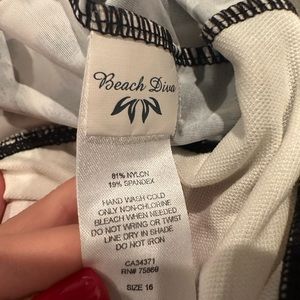 Beach Diva
81% NYLON
19% SPANDEX
HAND WASH COLD
ONLY NON-CHLORINE
BLEACH WHEN NEEDED
DO NOT WRING OR TWIST
LINE DRY IN SHADE
DO NOT IRON
CA34371
RN# 75869
SIZE 16